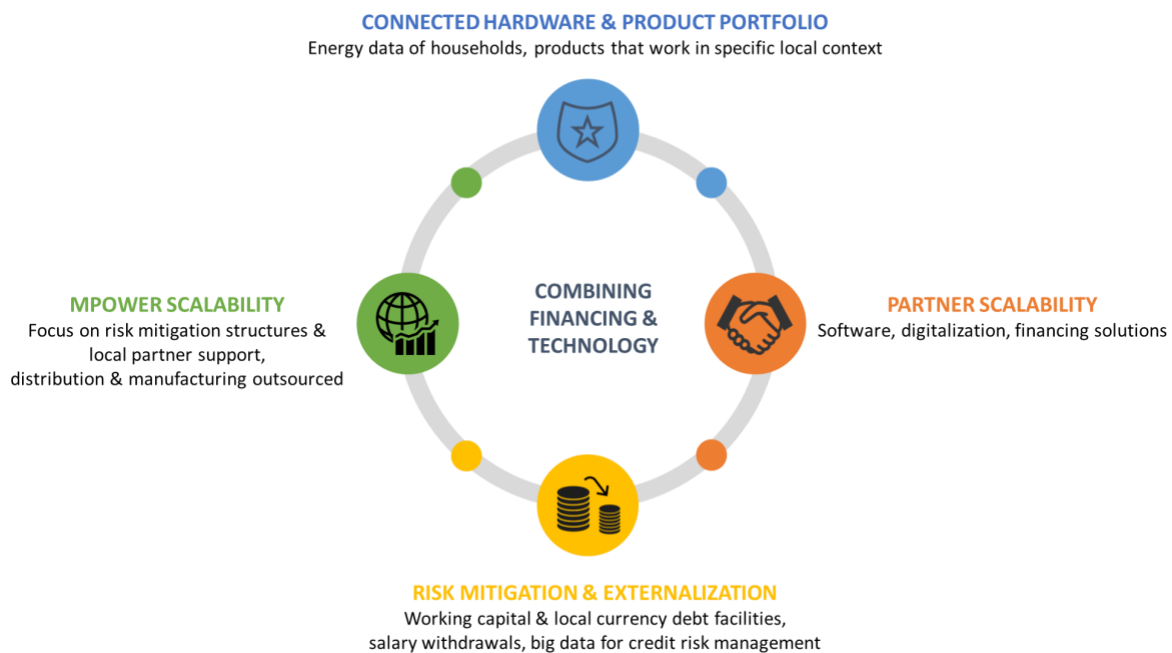 CONNECTED HARDWARE & PRODUCT PORTFOLIO
Energy data of households, products that work in specific local context
MPOWER SCALABILITY
Focus on risk mitigation structures &
local partner support,
distribution & manufacturing outsourced
COMBINING
FINANCING &
TECHNOLOGY
PARTNER SCALABILITY
Software, digitalization, financing solutions
RISK MITIGATION & EXTERNALIZATION
Working capital & local currency debt facilities,
salary withdrawals, big data for credit risk management